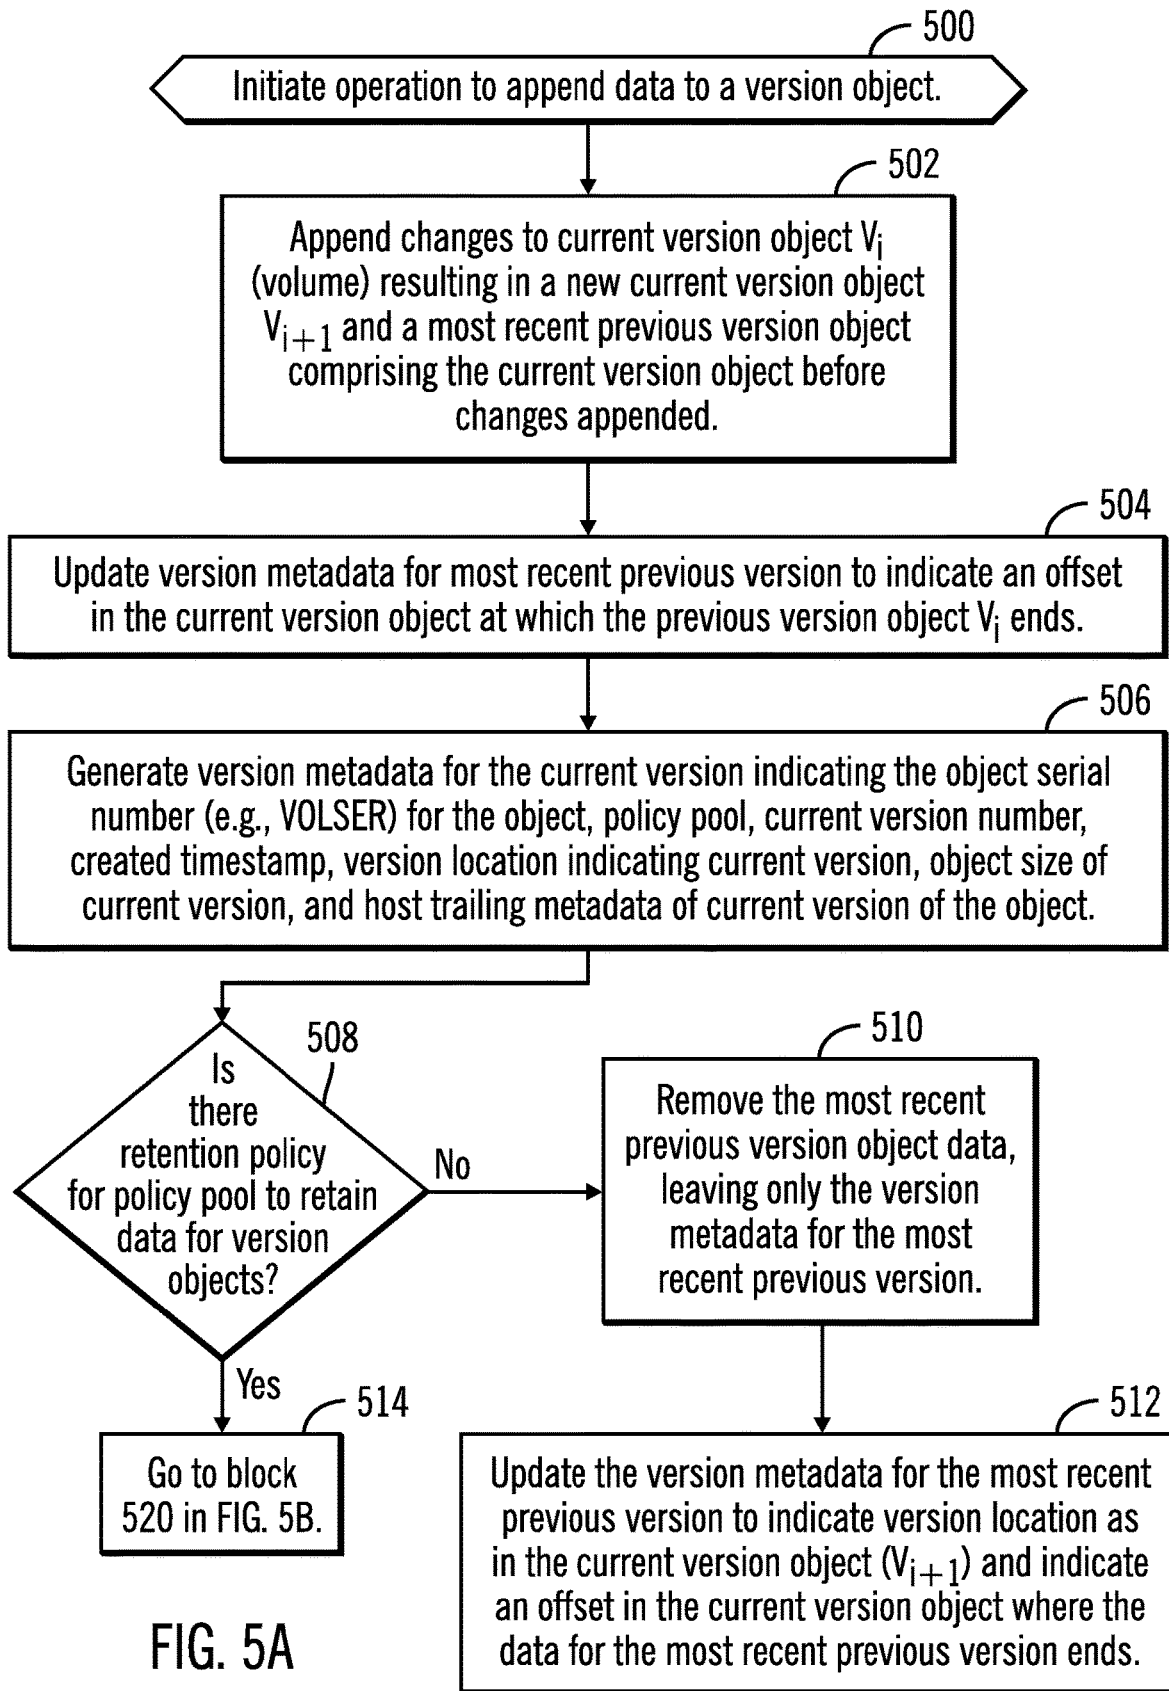 500
Initiate operation to append data to a version object.
502
Append changes to current version object Vi
(volume) resulting in a new current version object
Vi+1 and a most recent previous version object
comprising the current version object before
changes appended.
504
Update version metadata for most recent previous version to indicate an offset
in the current version object at which the previous version object Vi ends.
506
Generate version metadata for the current version indicating the object serial
number (e.g., VOLSER) for the object, policy pool, current version number,
created timestamp, version location indicating current version, object size of
current version, and host trailing metadata of current version of the object.
508
Is
there
retention policy
for policy pool to retain
data for version
objects?
No
510
Remove the most recent
previous version object data,
leaving only the version
metadata for the most
recent previous version.
Yes
514
Go to block
520 in FIG. 5B.
512
Update the version metadata for the most recent
previous version to indicate version location as
in the current version object (Vi+1) and indicate
an offset in the current version object where the
data for the most recent previous version ends.
FIG. 5A